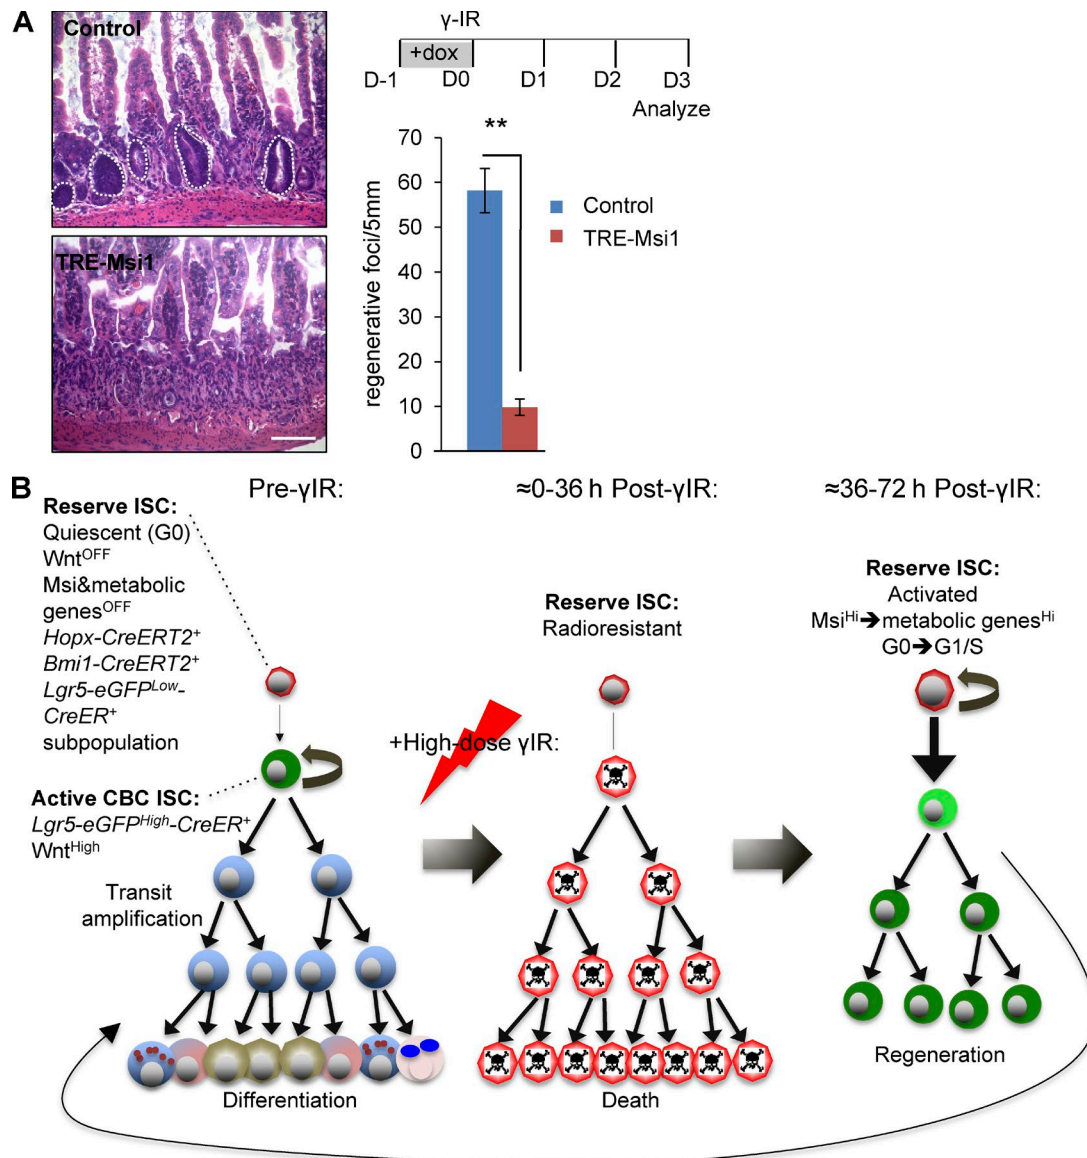 A
Control
TRE-Msi1
γ-IR
+dox
D-1
D0
D1
D2
D3
Analyze
**
regenerative foci/5mm
70
60
50
40
30
20
10
0
Control
TRE-Msi1
B
Pre-γIR:
≈0-36 h Post-γIR:
≈36-72 h Post-γIR:
Reserve ISC:
Quiescent (G0)
Wnt^OFF
Msi&metabolic
genes^OFF
Hopx-CreERT2⁺
Bmi1-CreERT2⁺
Lgr5-eGFP^Low-
CreER⁺
subpopulation
Active CBC ISC:
Lgr5-eGFP^High-CreER⁺
Wnt^High
Transit
amplification
Differentiation
+High-dose γIR:
Reserve ISC:
Radioresistant
Death
Reserve ISC:
Activated
Msi^Hi➔metabolic genes^Hi
G0➔G1/S
Regeneration